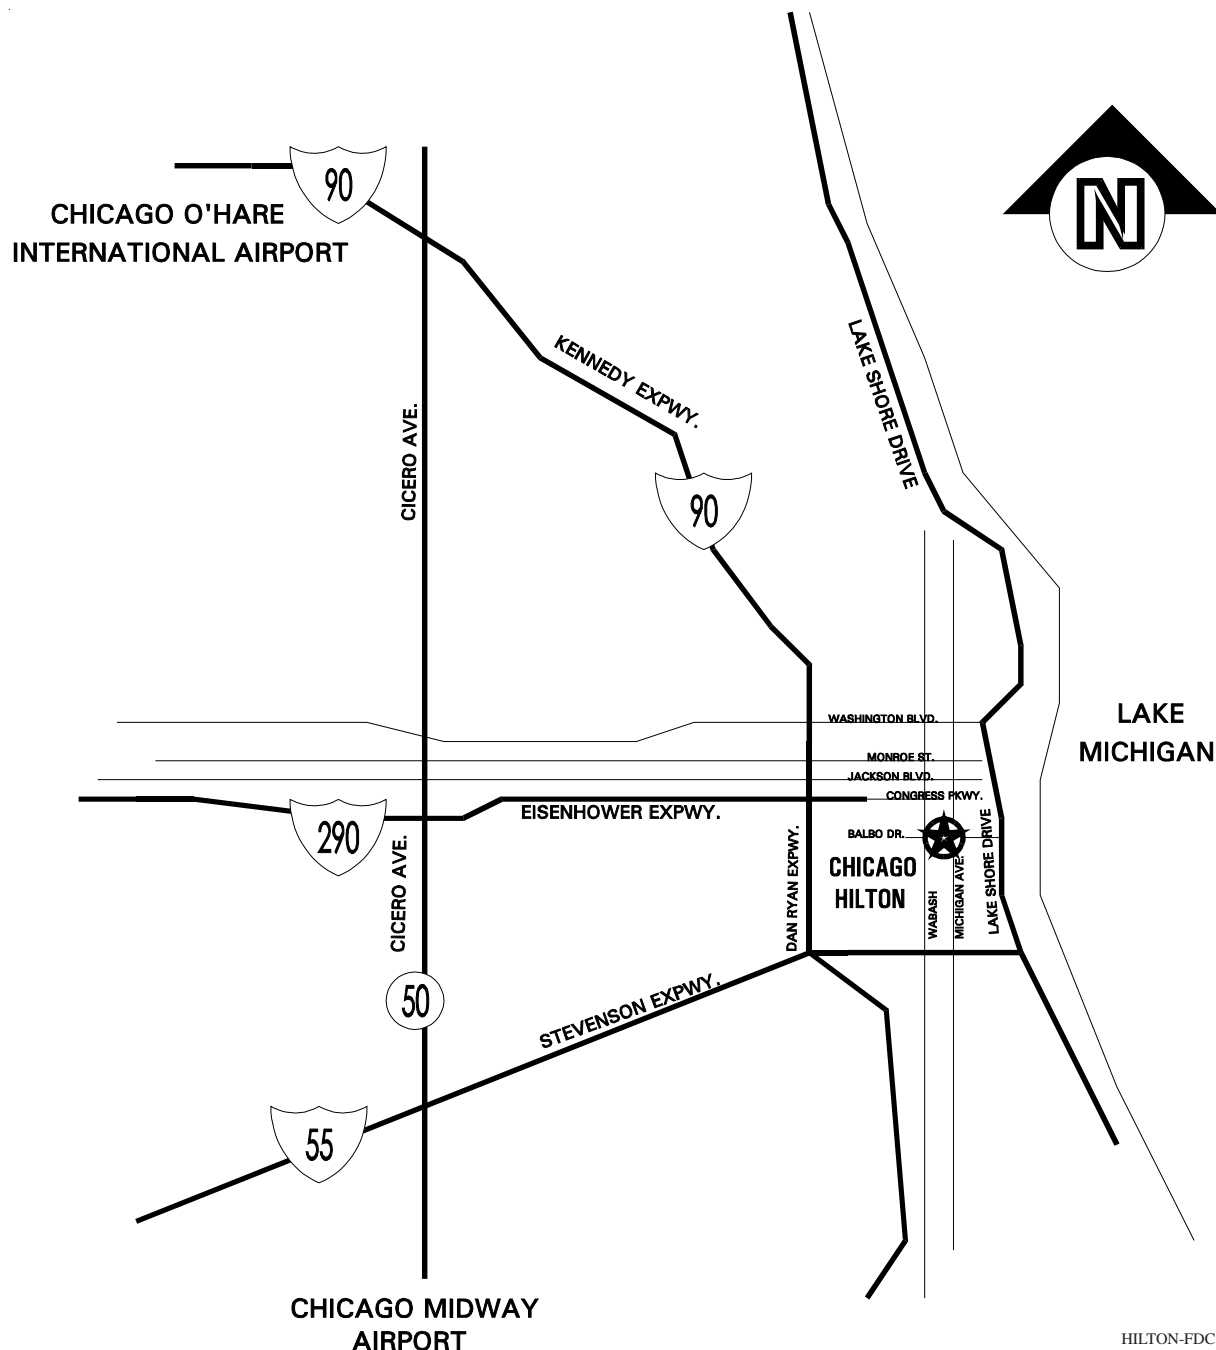 N
90
CHICAGO O'HARE
INTERNATIONAL AIRPORT
KENNEDY EXPWY.
LAKE SHORE DRIVE
CICERO AVE.
90
LAKE
MICHIGAN
WASHINGTON BLVD.
MONROE ST.
JACKSON BLVD.
CONGRESS PKWY.
EISENHOWER EXPWY.
290
BALBO DR.
CHICAGO
HILTON
CICERO AVE.
DAN RYAN EXPWY.
WABASH
MICHIGAN AVE.
LAKE SHORE DRIVE
50
STEVENSON EXPWY.
55
CHICAGO MIDWAY
AIRPORT
HILTON-FDC